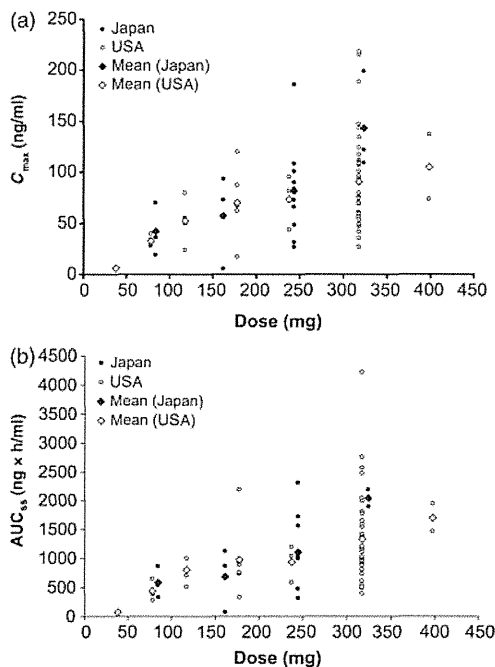 (a)
Japan
USA
Mean (Japan)
Mean (USA)
Cmax (ng/ml)
250
200
150
100
50
0
0 50 100 150 200 250 300 350 400 450
Dose (mg)
(b)
Japan
USA
Mean (Japan)
Mean (USA)
AUCss (ng × h/ml)
4500
4000
3500
3000
2500
2000
1500
1000
500
0
0 50 100 150 200 250 300 350 400 450
Dose (mg)